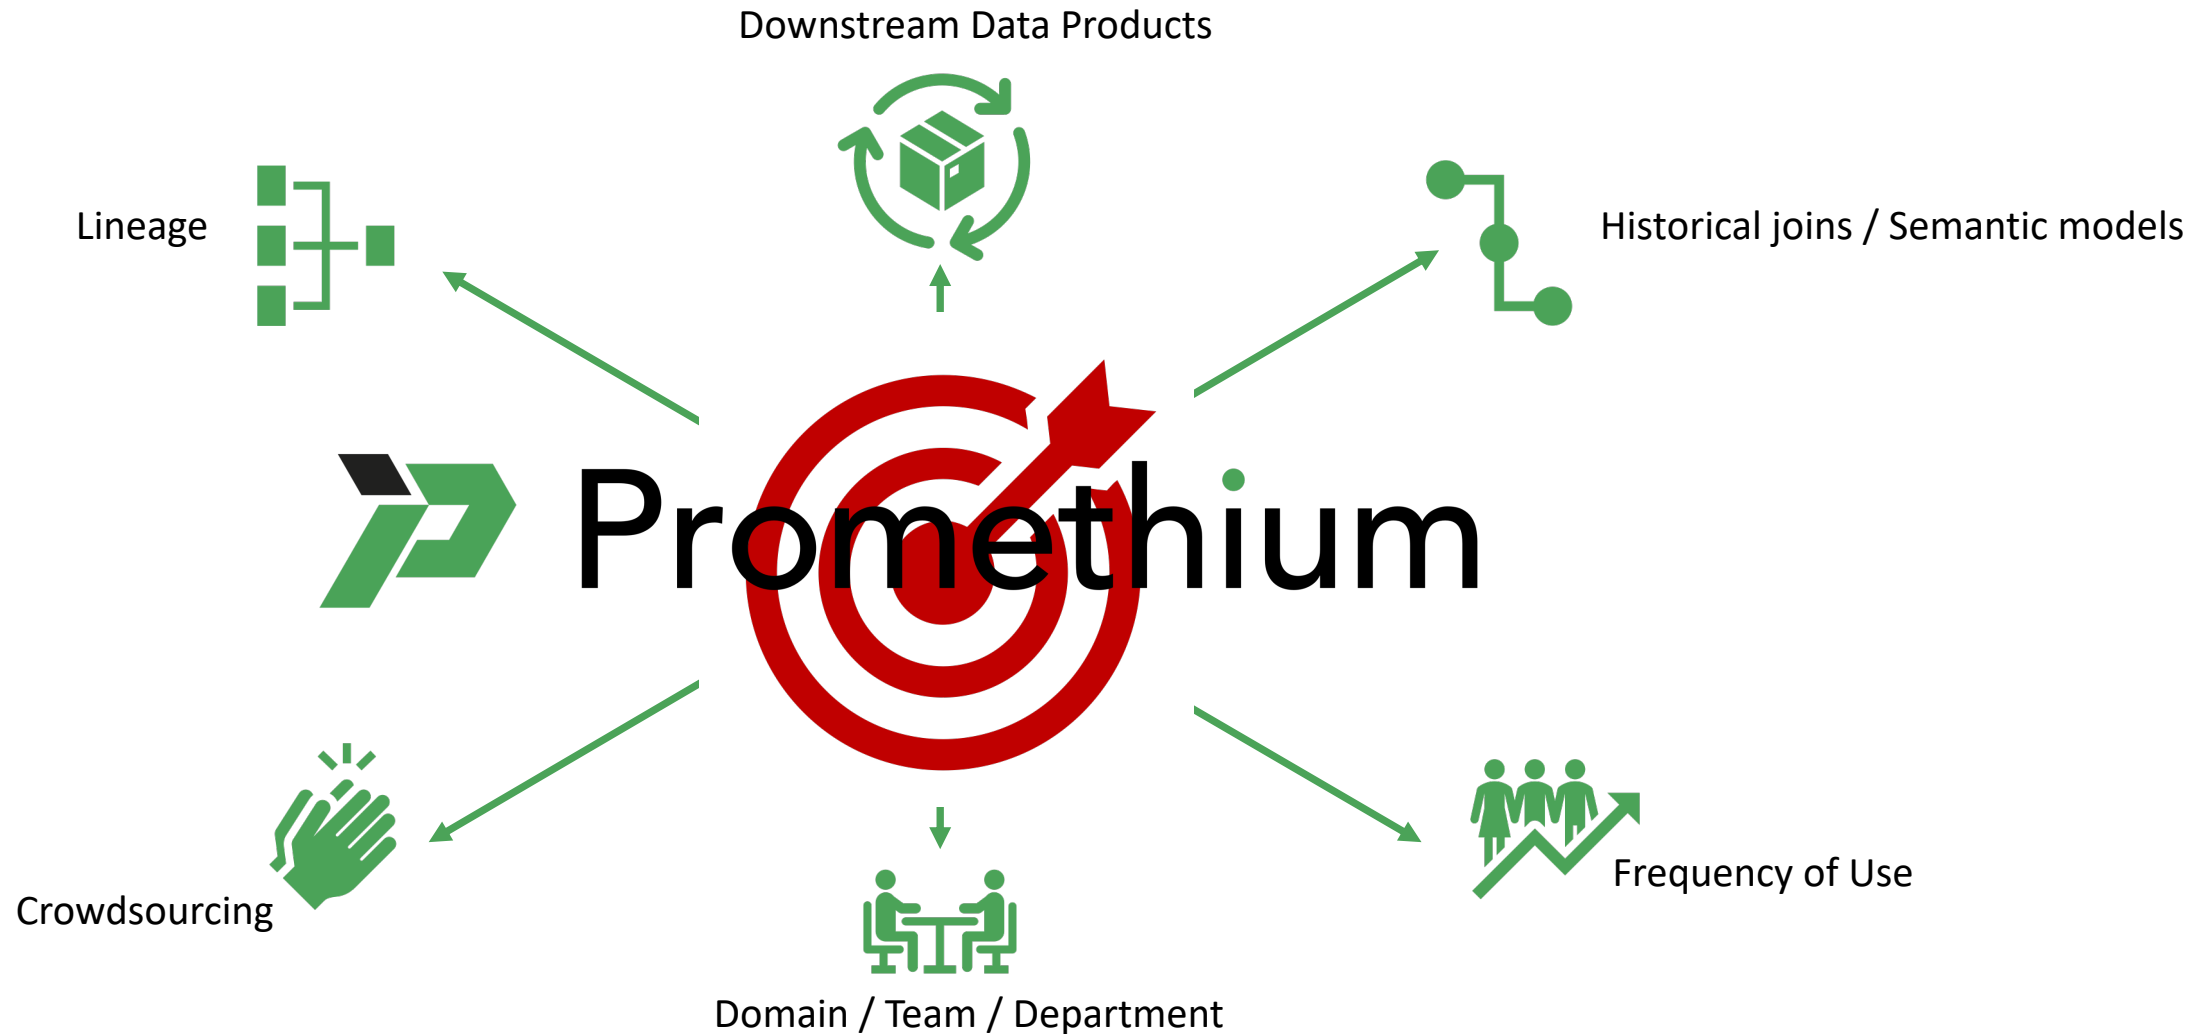 Downstream Data Products
Lineage
Historical joins / Semantic models
Promethium
Crowdsourcing
Frequency of Use
Domain / Team / Department